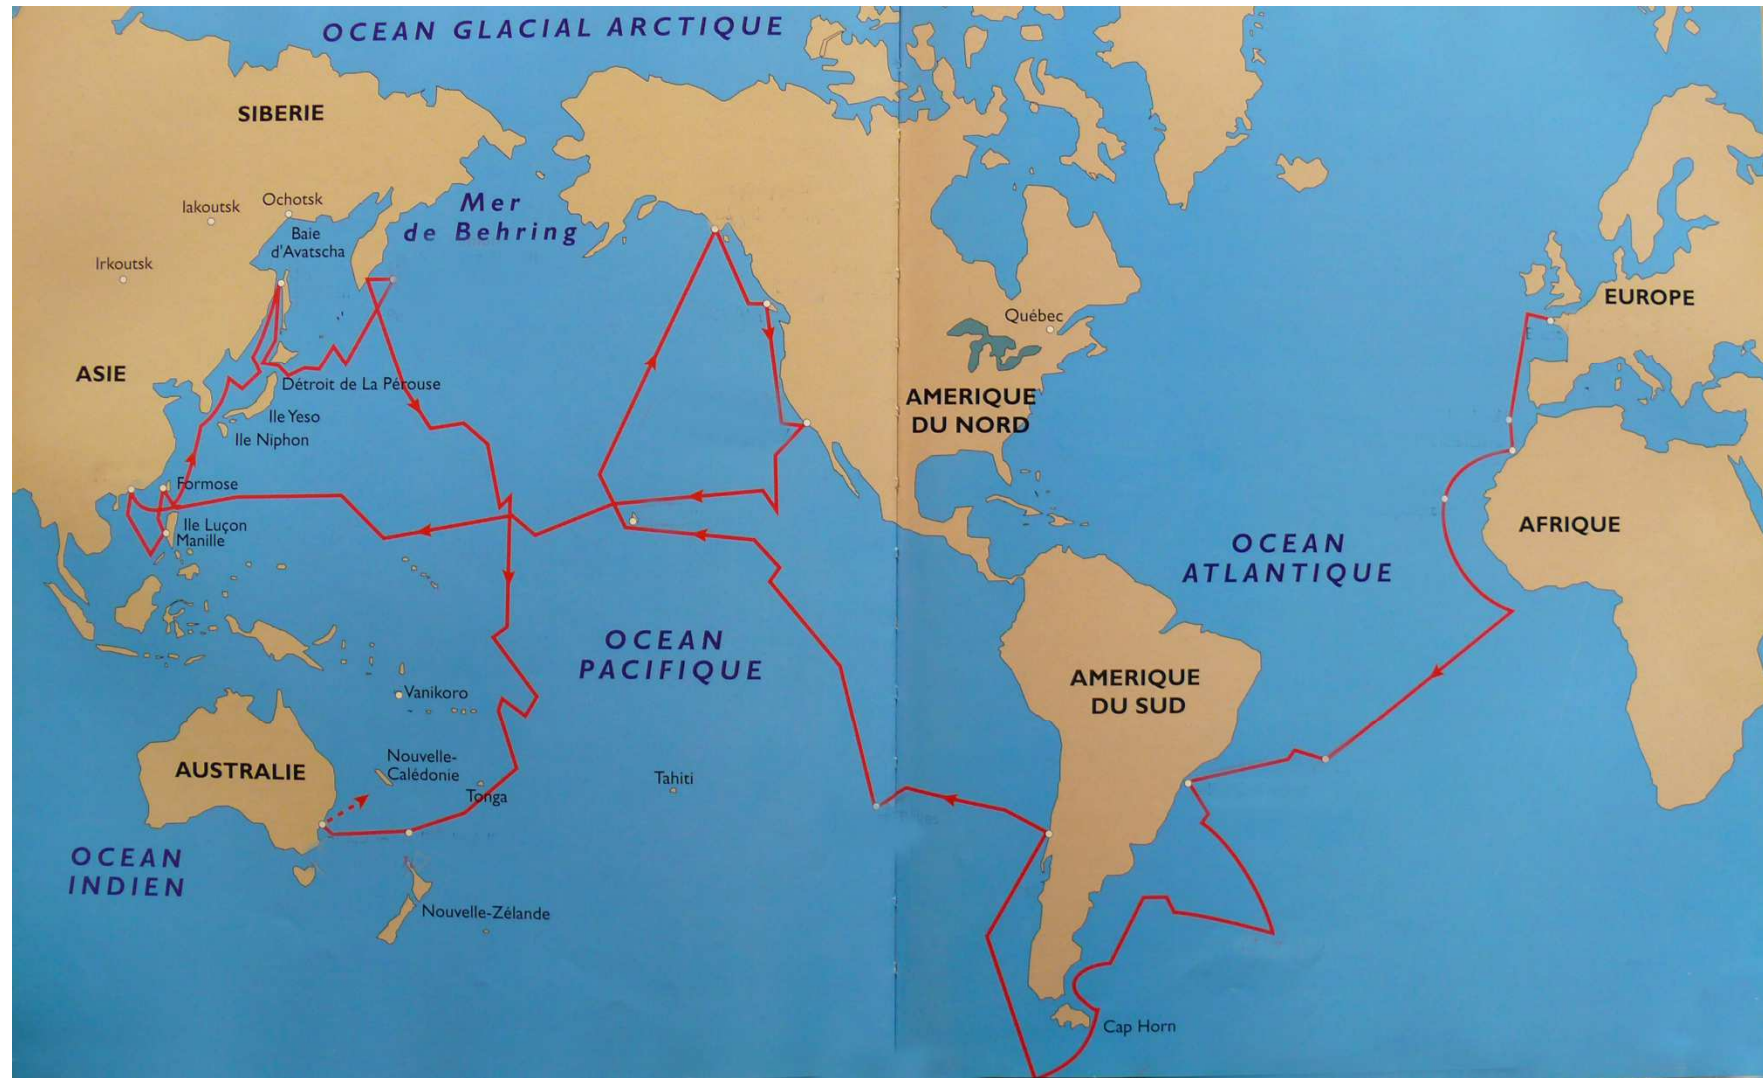 OCEAN GLACIAL ARCTIQUE
SIBERIE
Iakoutsk
Ochotsk
Baie
d'Avatscha
Mer
de Behring
Irkoutsk
ASIE
Détroit de La Pérouse
Ile Yeso
Ile Niphon
Formose
Ile Luçon
Manille
Québec
AMERIQUE
DU NORD
EUROPE
AFRIQUE
OCEAN
ATLANTIQUE
OCEAN
PACIFIQUE
AMERIQUE
DU SUD
Vanikoro
AUSTRALIE
Nouvelle-
Calédonie
Tonga
Tahiti
OCEAN
INDIEN
Nouvelle-Zélande
Cap Horn